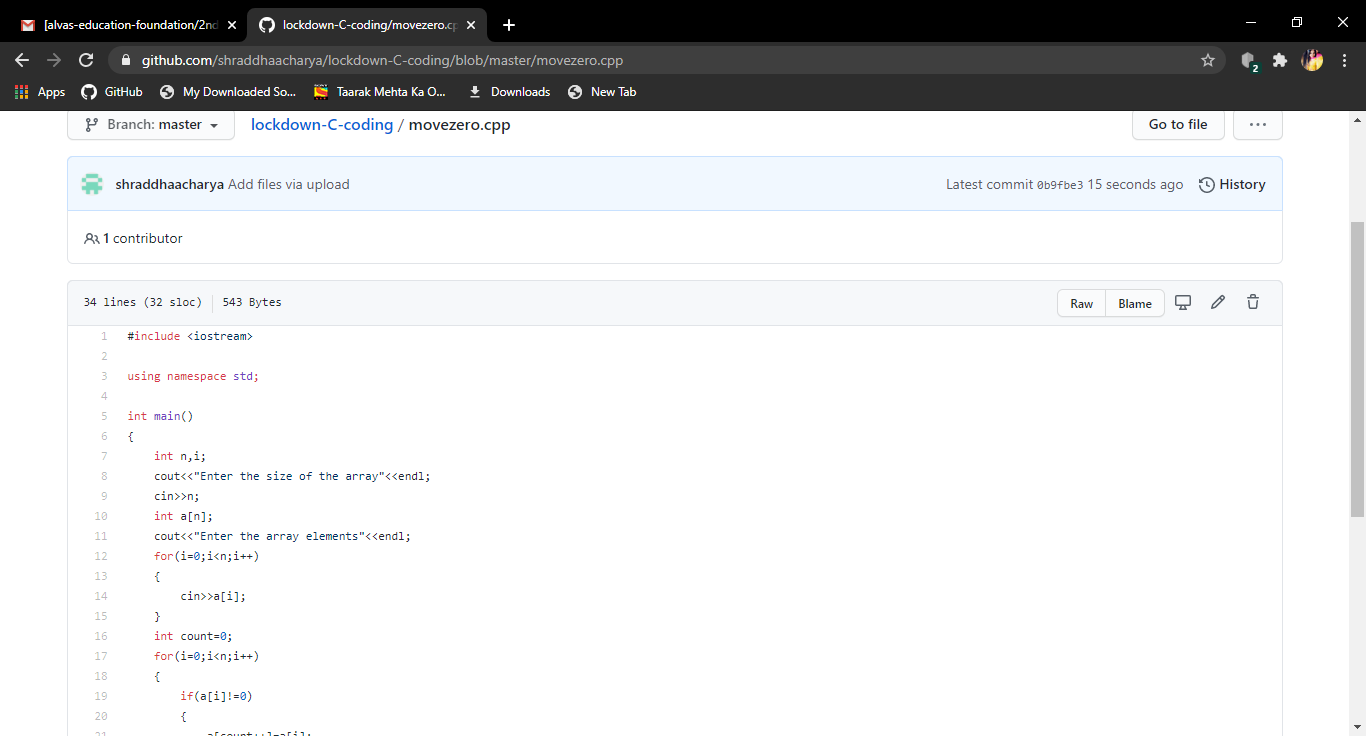 [alvas-education-foundation/2nd
lockdown-C-coding/movezero.cp
github.com/shraddhaacharya/lockdown-C-coding/blob/master/movezero.cpp
2
Apps GitHub My Downloaded So... Taarak Mehta Ka O... Downloads New Tab
Branch: master lockdown-C-coding / movezero.cpp Go to file ...
shraddhaacharya Add files via upload Latest commit 0b9fbe3 15 seconds ago History
1 contributor
34 lines (32 sloc) 543 Bytes Raw Blame
1 #include <iostream>
2
3 using namespace std;
4
5 int main()
6 {
7 int n,i;
8 cout<<"Enter the size of the array"<<endl;
9 cin>>n;
10 int a[n];
11 cout<<"Enter the array elements"<<endl;
12 for(i=0;i<n;i++)
13 {
14 cin>>a[i];
15 }
16 int count=0;
17 for(i=0;i<n;i++)
18 {
19 if(a[i]!=0)
20 {
21 a[count++]=a[i];